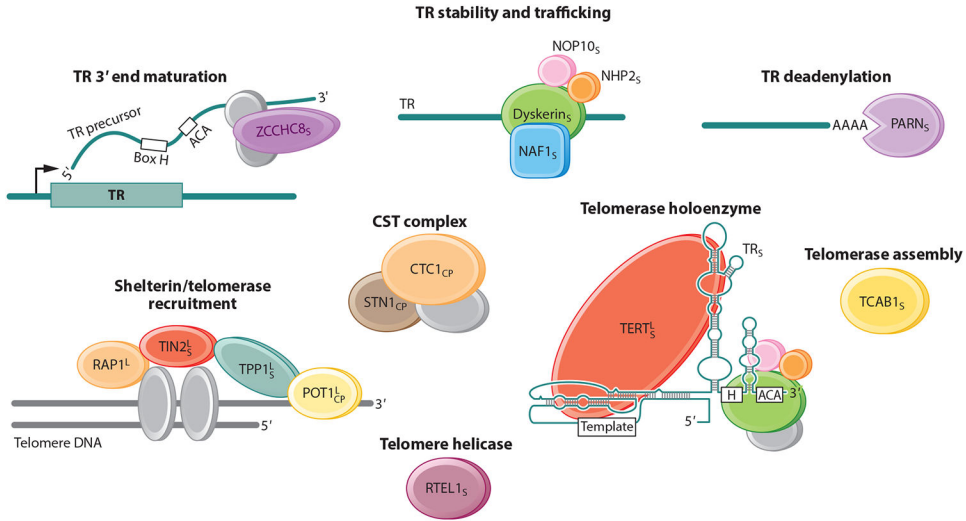 TR stability and trafficking
NOP10S
NHP2S
TR
DyskerinS
NAF1S
TR 3′ end maturation
3′
TR precursor
ZCCHC8S
ACA
Box H
5′
TR
TR deadenylation
AAAA
PARNS
CST complex
CTC1CP
STN1CP
Telomerase holoenzyme
TRS
TERTLS
H
ACA
3′
5′
Template
Telomerase assembly
TCAB1S
Shelterin/telomerase
recruitment
RAP1L
TIN2LS
TPP1LS
POT1LCP
3′
5′
Telomere DNA
Telomere helicase
RTEL1S